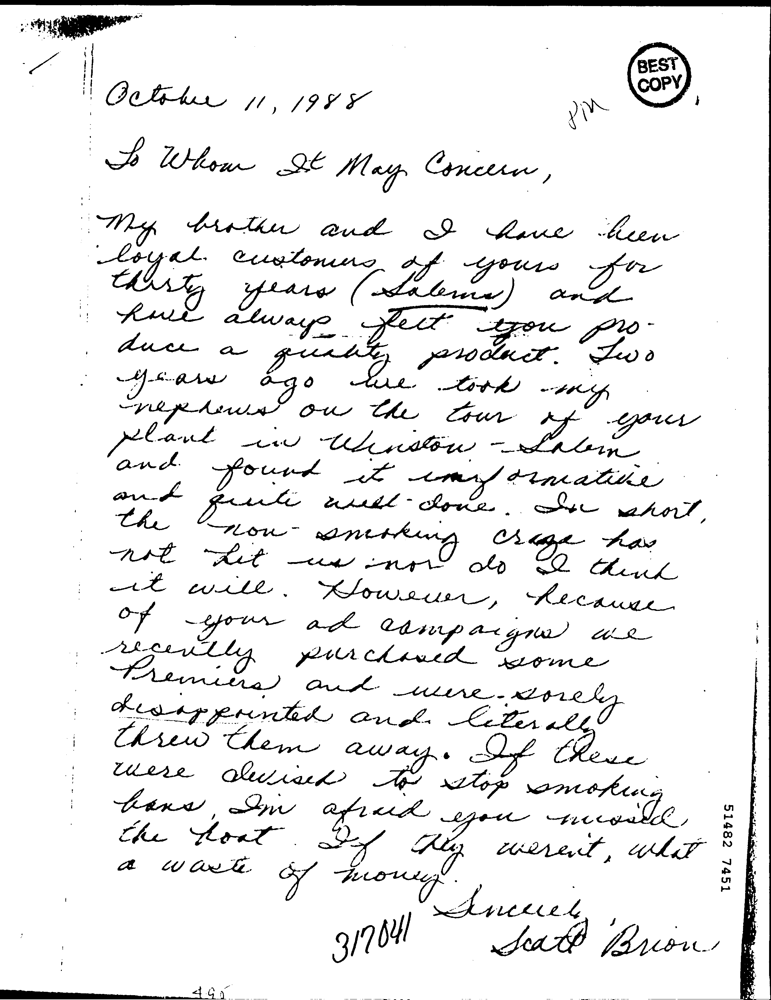 BEST
COPY
October 11, 1988
PM
To Whom It May Concern,
My brother and I have been
loyal customers of yours for
thirty years (Salems) and
have always felt you pro-
duce a quality product. Two
years ago we took my
nephews on the tour of your
plant in Winston-Salem
and found it informative
and quite well-done. In short,
the non-smoking craze has
not hit us nor do I think
it will. However, because
of your ad campaigns we
recently purchased some
Premiers and were sorely
disappointed and literally
threw them away. If these
were devised to stop smoking
bans, I'm afraid you missed
the boat. If they weren't, what
a waste of money.
Sincerely,
Scott Brion
317041
51482 7451